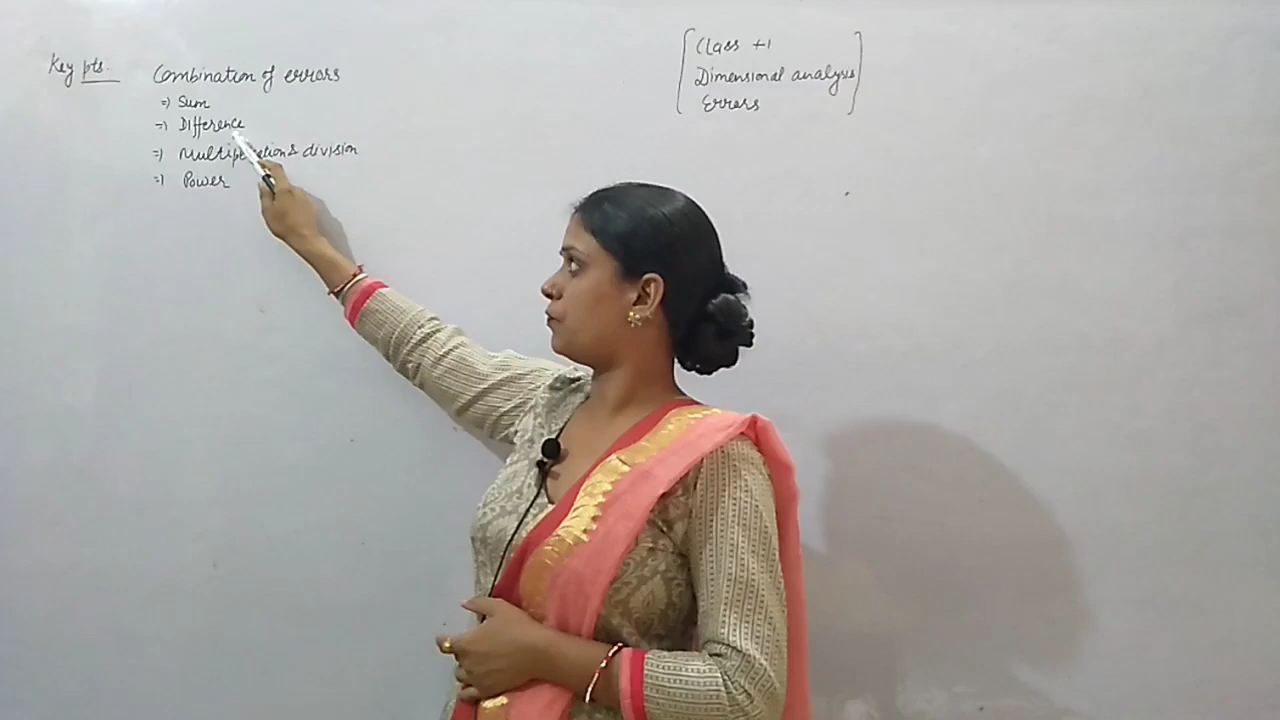 Key pts.
Combination of errors
=) Sum
=) Difference
=) Multiplication & division
=) Power
Class +1
Dimensional analysis
Errors